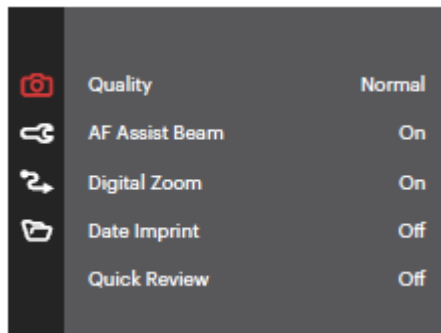 Quality Normal
AF Assist Beam On
Digital Zoom On
Date Imprint Off
Quick Review Off